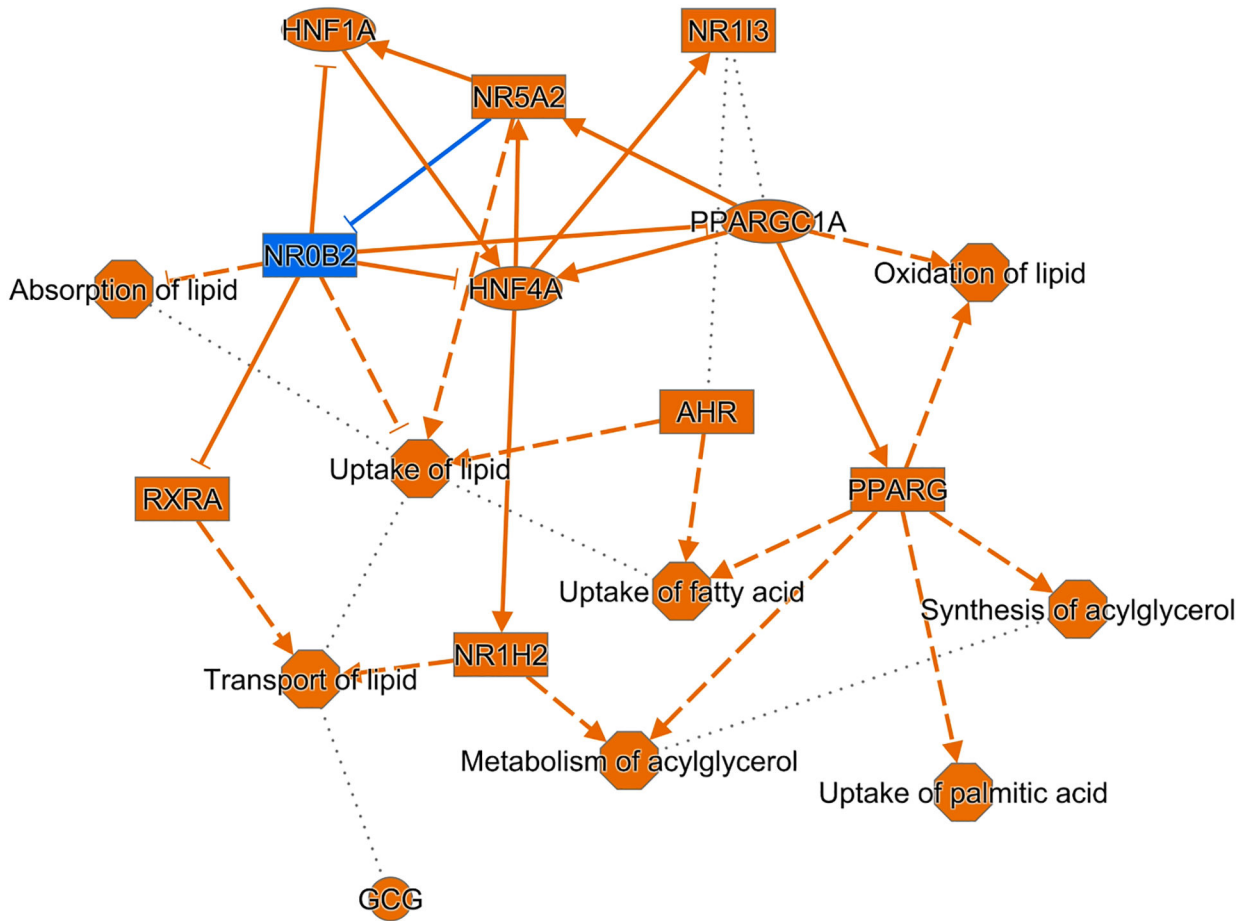 HNF1A
NR1I3
NR5A2
PPARGC1A
NR0B2
Oxidation of lipid
Absorption of lipid
HNF4A
AHR
Uptake of lipid
PPARG
RXRA
Uptake of fatty acid
Synthesis of acylglycerol
NR1H2
Transport of lipid
Metabolism of acylglycerol
Uptake of palmitic acid
GCG